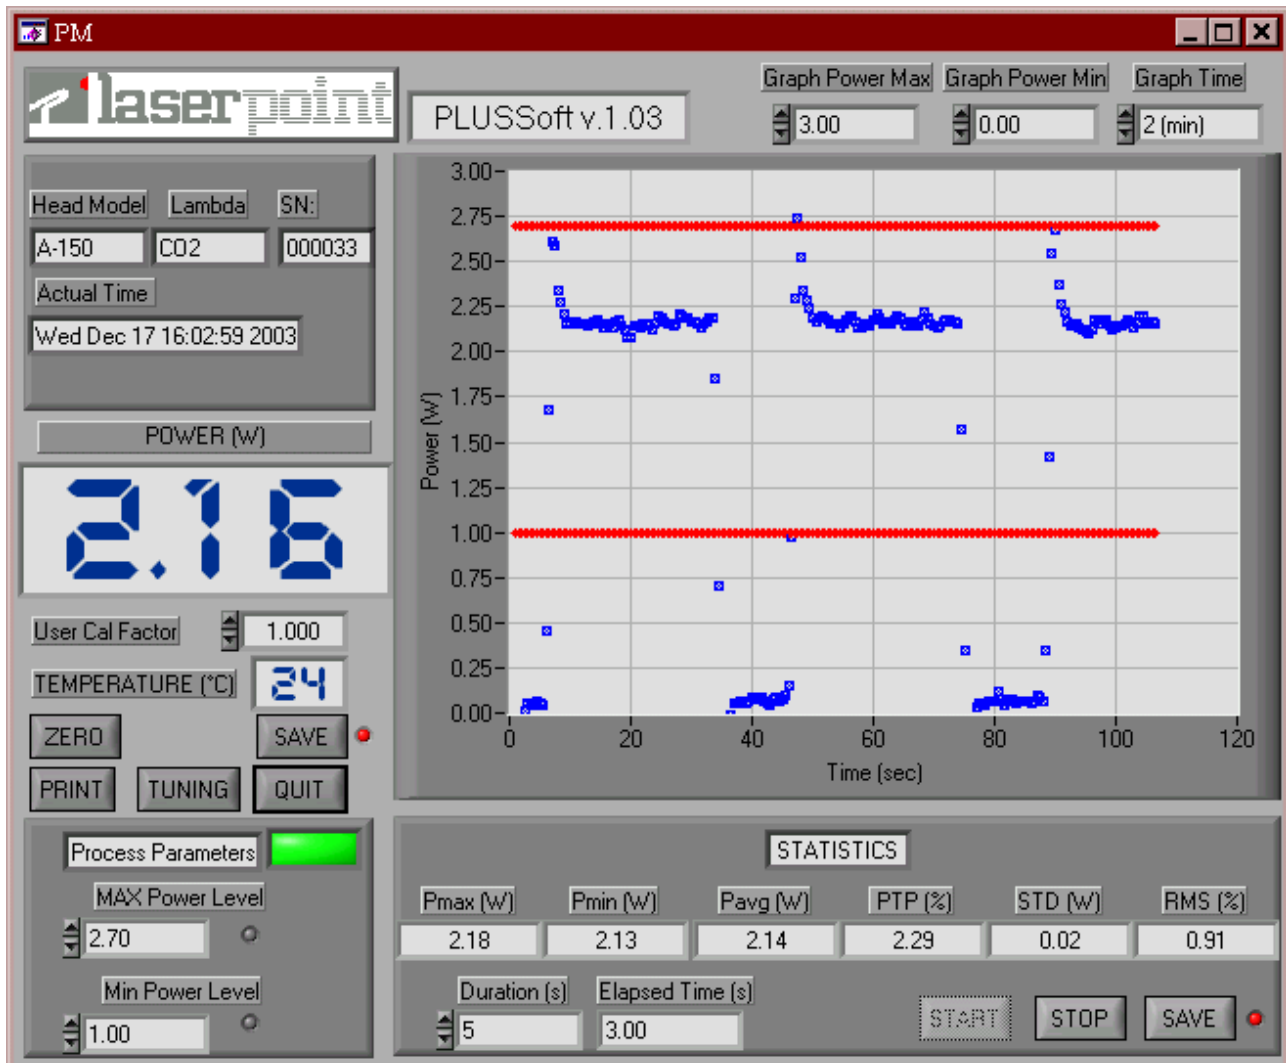 PM
laserpoint
PLUSSoft v.1.03
Graph Power Max Graph Power Min Graph Time
3.00 0.00 2 (min)
Head Model Lambda SN:
A-150 CO2 000033
Actual Time
Wed Dec 17 16:02:59 2003
POWER (W)
2.16
User Cal Factor 1.000
TEMPERATURE (°C) 24
ZERO SAVE
PRINT TUNING QUIT
3.00
2.75
2.50
2.25
2.00
1.75
1.50
1.25
1.00
0.75
0.50
0.25
0.00
Power (W)
0 20 40 60 80 100 120
Time (sec)
Process Parameters
MAX Power Level
2.70
Min Power Level
1.00
STATISTICS
Pmax (W) Pmin (W) Pavg (W) PTP (%) STD (W) RMS (%)
2.18 2.13 2.14 2.29 0.02 0.91
Duration (s) Elapsed Time (s)
5 3.00 START STOP SAVE